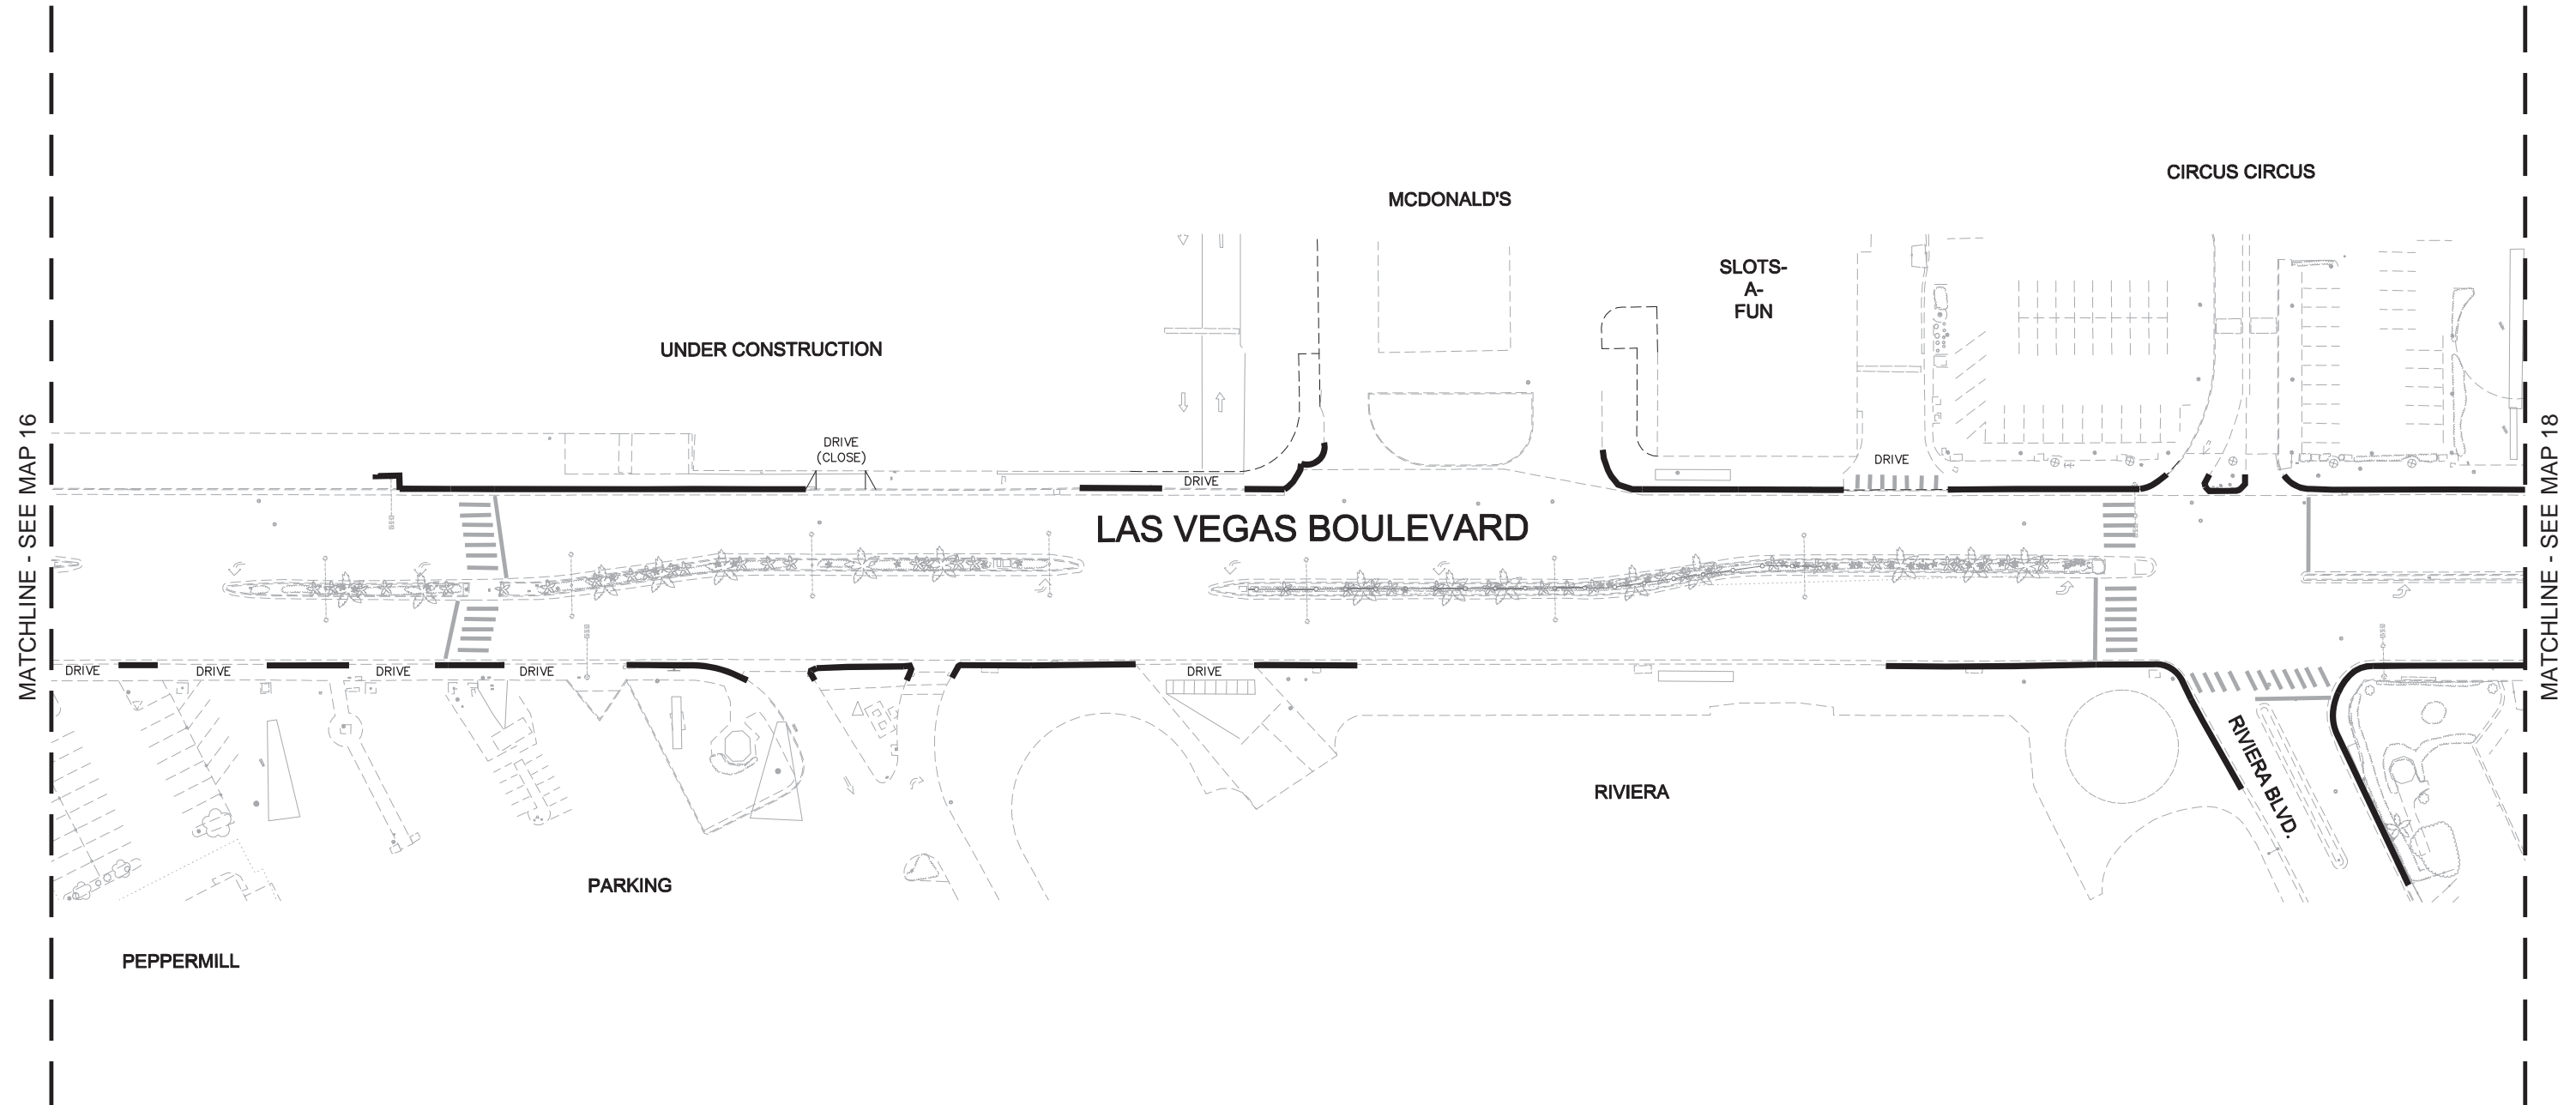 CIRCUS CIRCUS
MCDONALD'S
SLOTS-
A-
FUN
UNDER CONSTRUCTION
DRIVE
(CLOSE)
DRIVE
DRIVE
LAS VEGAS BOULEVARD
MATCHLINE - SEE MAP 16
MATCHLINE - SEE MAP 18
DRIVE
DRIVE
DRIVE
DRIVE
DRIVE
RIVIERA BLVD.
RIVIERA
PARKING
PEPPERMILL